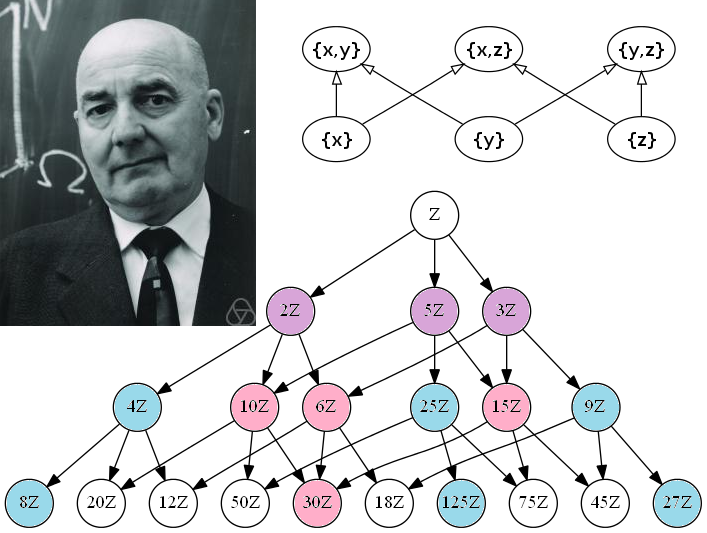 N
Ω
{x,y} {x,z} {y,z}
{x} {y} {z}
Z
2Z 5Z 3Z
4Z 10Z 6Z 25Z 15Z 9Z
8Z 20Z 12Z 50Z 30Z 18Z 125Z 75Z 45Z 27Z